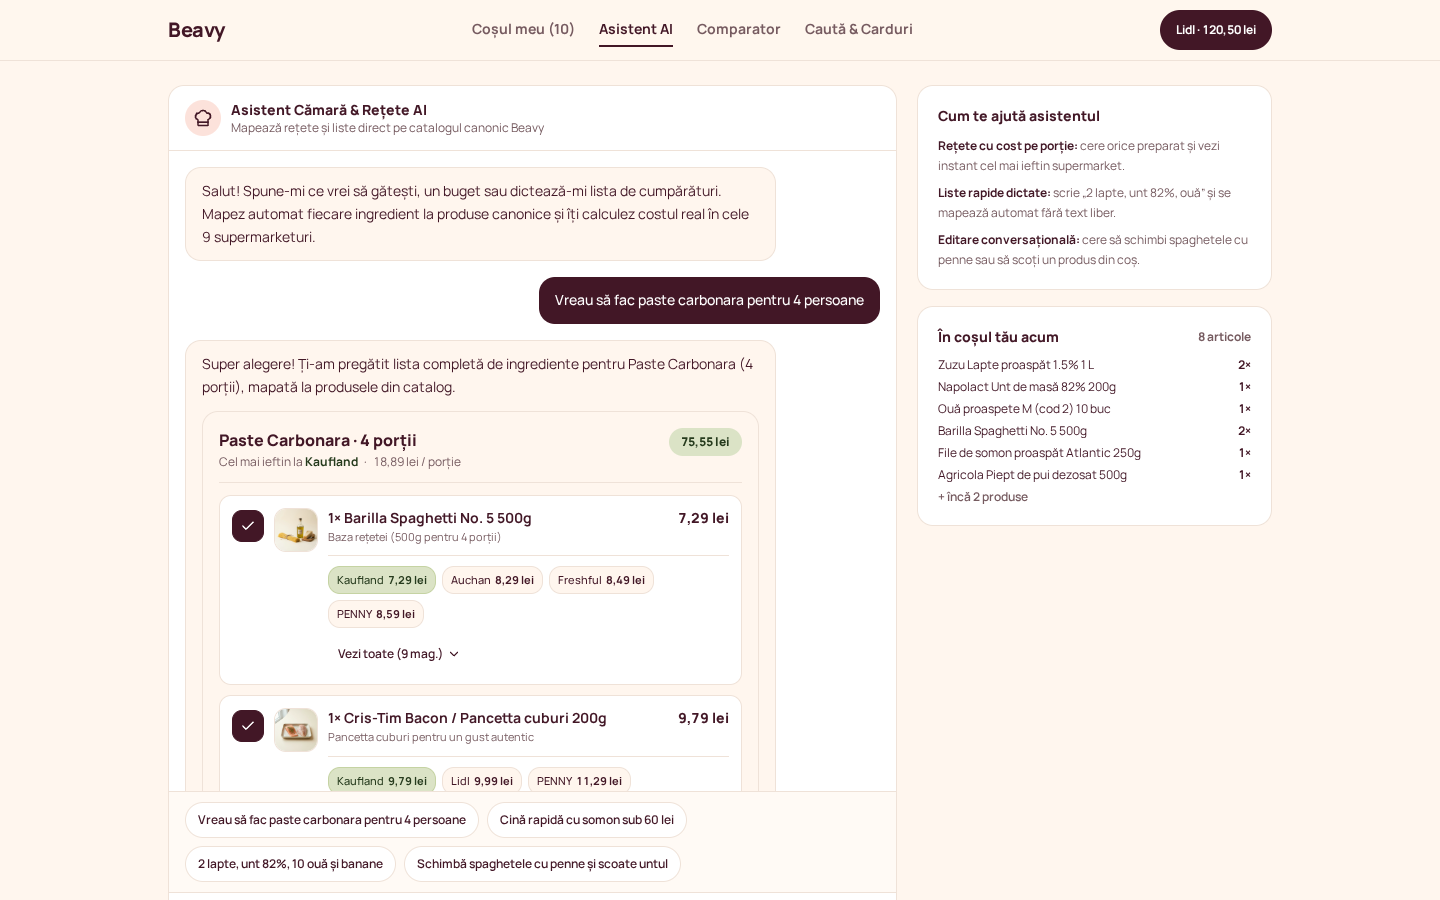 Beavy
Coșul meu (10)
Asistent AI
Comparator
Caută & Carduri
Lidl · 120,50 lei
Asistent Cămară & Rețete AI
Mapează rețete și liste direct pe catalogul canonic Beavy
Salut! Spune-mi ce vrei să gătești, un buget sau dictează-mi lista de cumpărături.
Mapez automat fiecare ingredient la produse canonice și îți calculez costul real în cele
9 supermarketuri.
Vreau să fac paste carbonara pentru 4 persoane
Super alegere! Ți-am pregătit lista completă de ingrediente pentru Paste Carbonara (4
porții), mapată la produsele din catalog.
Paste Carbonara · 4 porții
75,55 lei
Cel mai ieftin la Kaufland · 18,89 lei / porție
1× Barilla Spaghetti No. 5 500g
7,29 lei
Baza rețetei (500g pentru 4 porții)
Kaufland 7,29 lei
Auchan 8,29 lei
Freshful 8,49 lei
PENNY 8,59 lei
Vezi toate (9 mag.)
1× Cris-Tim Bacon / Pancetta cuburi 200g
9,79 lei
Pancetta cuburi pentru un gust autentic
Kaufland 9,79 lei
Lidl 9,99 lei
PENNY 11,29 lei
Vreau să fac paste carbonara pentru 4 persoane
Cină rapidă cu somon sub 60 lei
2 lapte, unt 82%, 10 ouă și banane
Schimbă spaghetele cu penne și scoate untul
Cum te ajută asistentul
Rețete cu cost pe porție: cere orice preparat și vezi
instant cel mai ieftin supermarket.
Liste rapide dictate: scrie „2 lapte, unt 82%, ouă” și se
mapează automat fără text liber.
Editare conversațională: cere să schimbi spaghetele cu
penne sau să scoți un produs din coș.
În coșul tău acum
8 articole
Zuzu Lapte proaspăt 1.5% 1 L
2×
Napolact Unt de masă 82% 200g
1×
Ouă proaspete M (cod 2) 10 buc
1×
Barilla Spaghetti No. 5 500g
2×
File de somon proaspăt Atlantic 250g
1×
Agricola Piept de pui dezosat 500g
1×
+ încă 2 produse